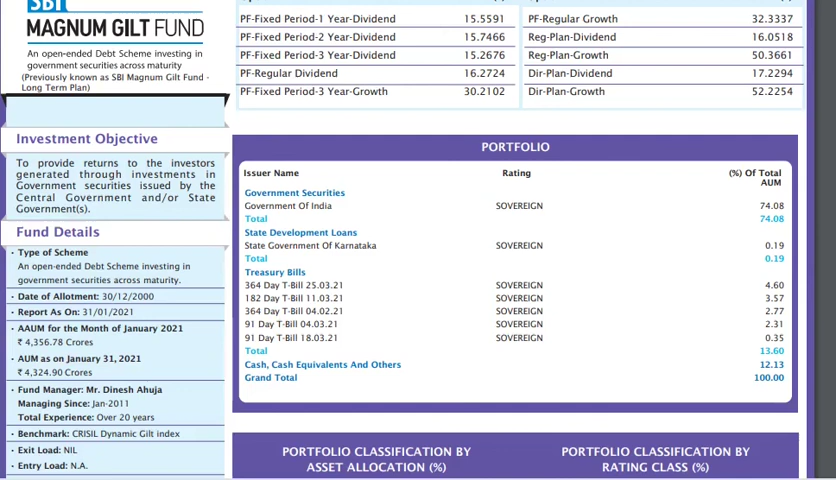 SBI
MAGNUM GILT FUND
An open-ended Debt Scheme investing in
government securities across maturity
(Previously known as SBI Magnum Gilt Fund -
Long Term Plan)
PF-Fixed Period-1 Year-Dividend 15.5591
PF-Fixed Period-2 Year-Dividend 15.7466
PF-Fixed Period-3 Year-Dividend 15.2676
PF-Regular Dividend 16.2724
PF-Fixed Period-3 Year-Growth 30.2102
PF-Regular Growth 32.3337
Reg-Plan-Dividend 16.0518
Reg-Plan-Growth 50.3661
Dir-Plan-Dividend 17.2294
Dir-Plan-Growth 52.2254
Investment Objective
To provide returns to the investors
generated through investments in
Government securities issued by the
Central Government and/or State
Government(s).
Fund Details
· Type of Scheme
An open-ended Debt Scheme investing in
government securities across maturity.
· Date of Allotment: 30/12/2000
· Report As On: 31/01/2021
· AAUM for the Month of January 2021
₹ 4,356.78 Crores
· AUM as on January 31, 2021
₹ 4,324.90 Crores
· Fund Manager: Mr. Dinesh Ahuja
Managing Since: Jan-2011
Total Experience: Over 20 years
· Benchmark: CRISIL Dynamic Gilt index
· Exit Load: NIL
· Entry Load: N.A.
PORTFOLIO
Issuer Name Rating (%) Of Total
AUM
Government Securities
Government Of India SOVEREIGN 74.08
Total 74.08
State Development Loans
State Government Of Karnataka SOVEREIGN 0.19
Total 0.19
Treasury Bills
364 Day T-Bill 25.03.21 SOVEREIGN 4.60
182 Day T-Bill 11.03.21 SOVEREIGN 3.57
364 Day T-Bill 04.02.21 SOVEREIGN 2.77
91 Day T-Bill 04.03.21 SOVEREIGN 2.31
91 Day T-Bill 18.03.21 SOVEREIGN 0.35
Total 13.60
Cash, Cash Equivalents And Others 12.13
Grand Total 100.00
PORTFOLIO CLASSIFICATION BY
ASSET ALLOCATION (%)
PORTFOLIO CLASSIFICATION BY
RATING CLASS (%)